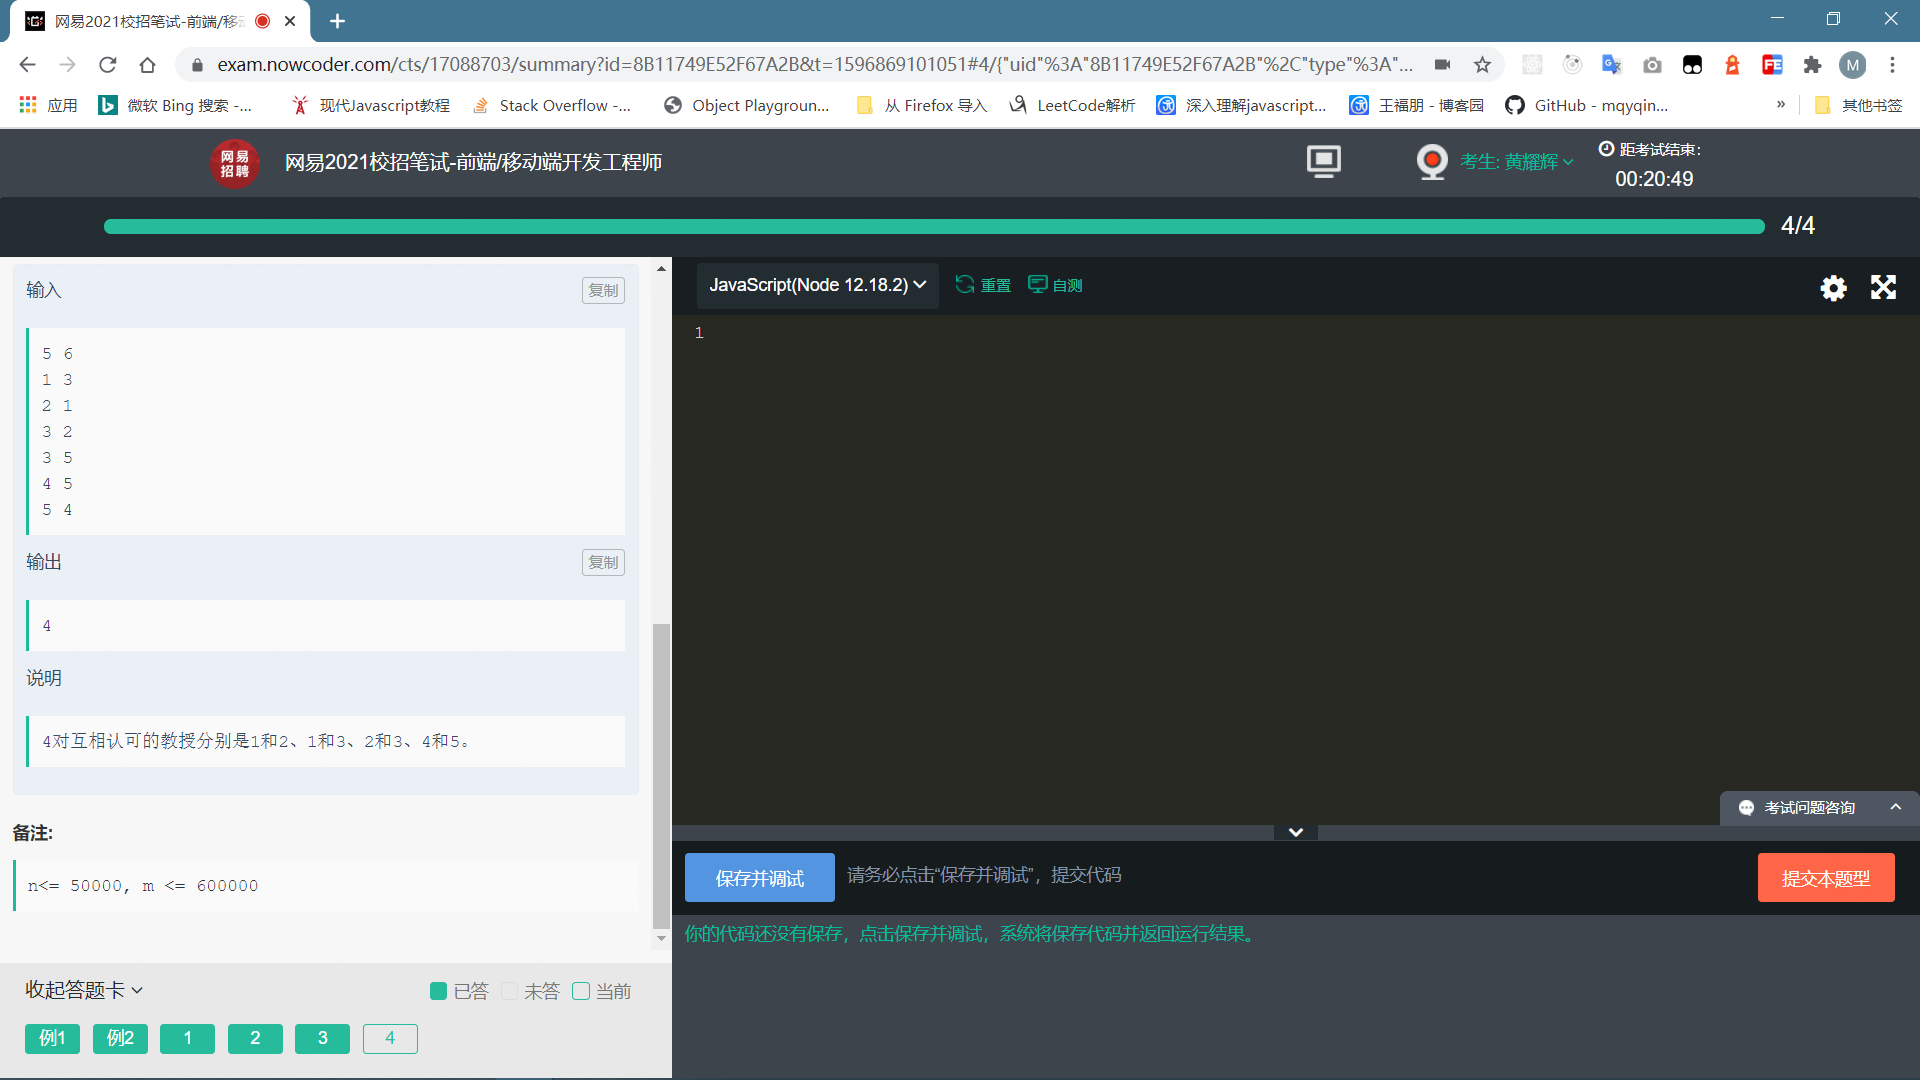 网易2021校招笔试-前端/移动
exam.nowcoder.com/cts/17088703/summary?id=8B11749E52F67A2B&t=1596869101051#4/{"uid"%3A"8B11749E52F67A2B"%2C"type"%3A"...
M
应用
微软 Bing 搜索 -...
现代Javascript教程
Stack Overflow -...
Object Playgroun...
从 Firefox 导入
LeetCode解析
深入理解javascript...
王福朋 - 博客园
GitHub - mqyqin...
»
其他书签
网易
招聘
网易2021校招笔试-前端/移动端开发工程师
考生: 黄耀辉
距考试结束:
00:20:49
4/4
输入
复制
5 6
1 3
2 1
3 2
3 5
4 5
5 4
输出
复制
4
说明
4对互相认可的教授分别是1和2、1和3、2和3、4和5。
备注:
n<= 50000, m <= 600000
收起答题卡
已答
未答
当前
例1
例2
1
2
3
4
JavaScript(Node 12.18.2)
重置
自测
1
考试问题咨询
保存并调试
请务必点击“保存并调试”，提交代码
提交本题型
你的代码还没有保存，点击保存并调试，系统将保存代码并返回运行结果。